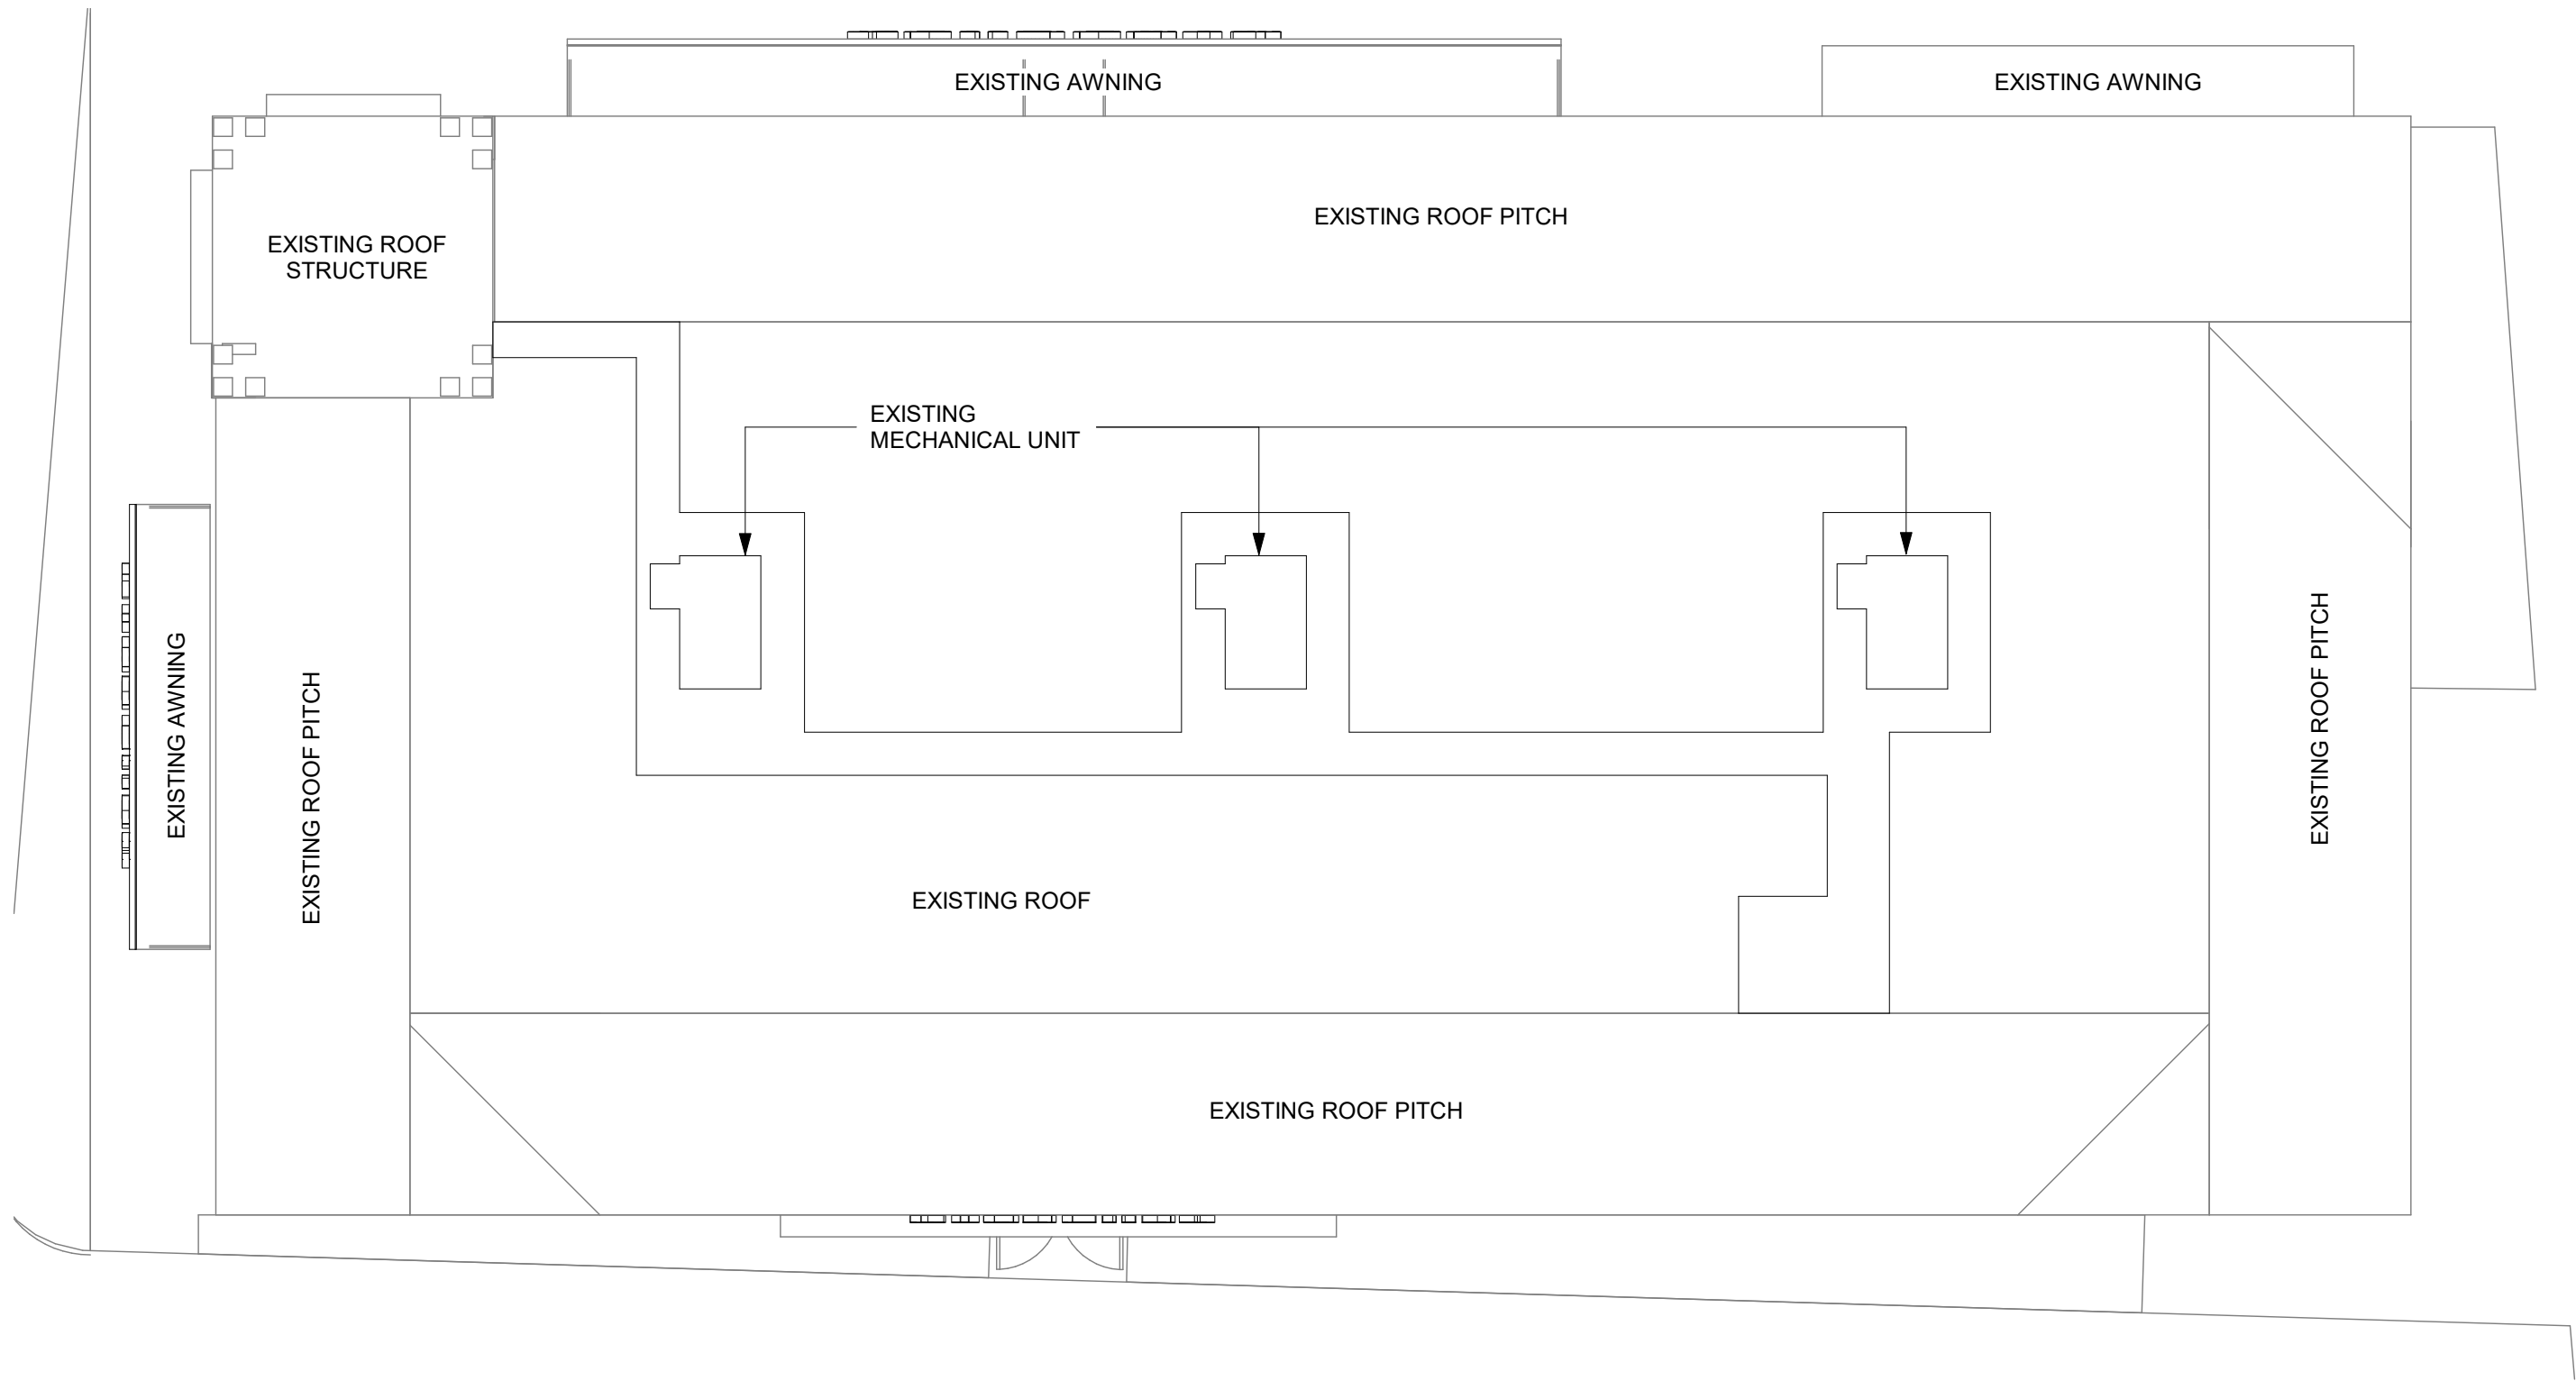 EXISTING AWNING
EXISTING AWNING
EXISTING ROOF PITCH
EXISTING ROOF
STRUCTURE
EXISTING
MECHANICAL UNIT
EXISTING AWNING
EXISTING ROOF PITCH
EXISTING ROOF PITCH
EXISTING ROOF
EXISTING ROOF PITCH